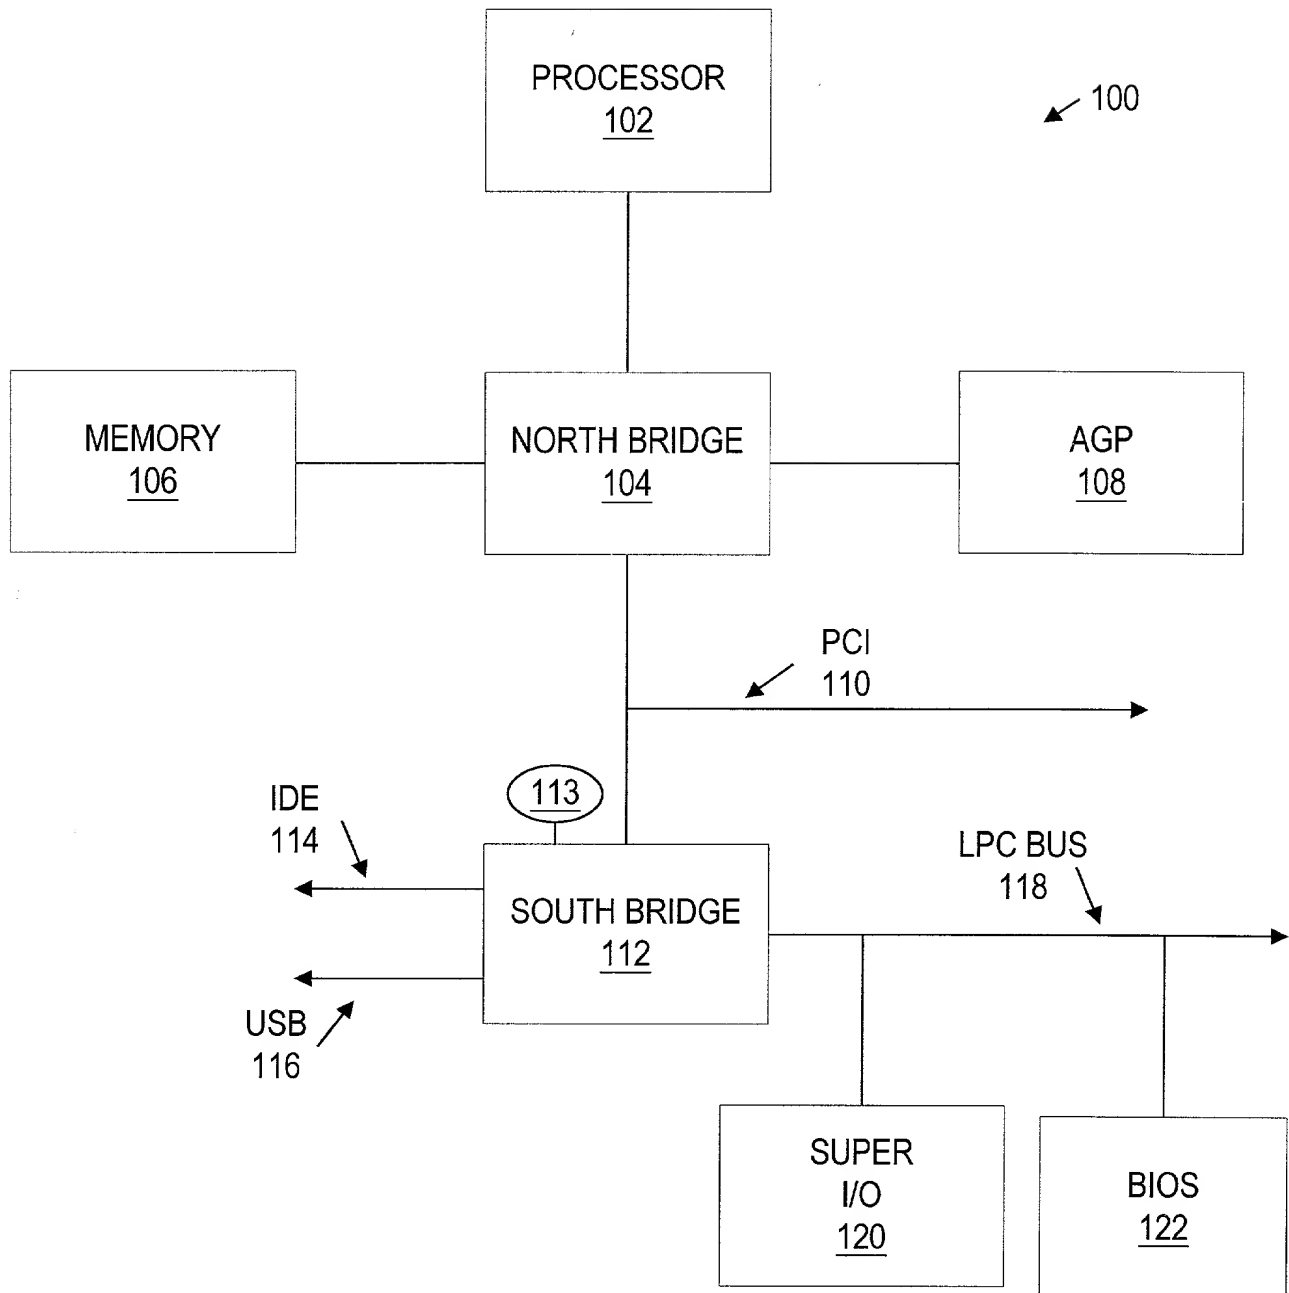 PROCESSOR
102
100
MEMORY
106
NORTH BRIDGE
104
AGP
108
PCI
110
113
IDE
114
LPC BUS
118
SOUTH BRIDGE
112
USB
116
SUPER
I/O
120
BIOS
122